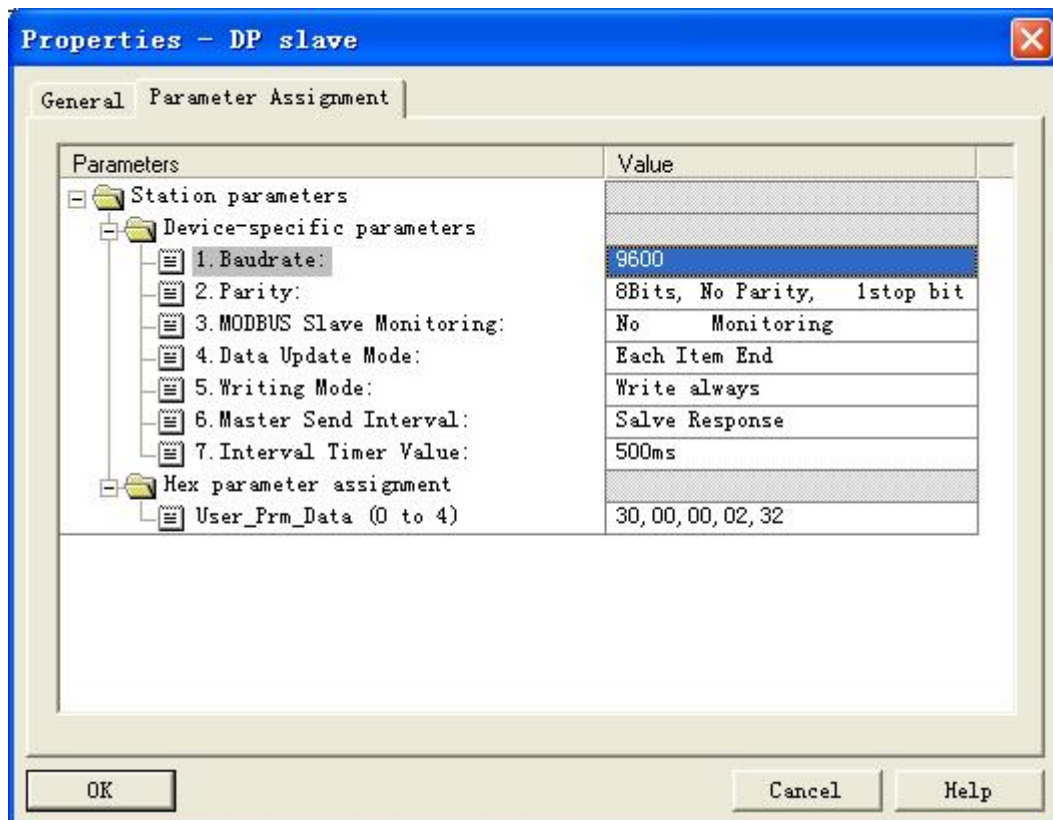 Properties - DP slave
General Parameter Assignment
Parameters Value
Station parameters
Device-specific parameters
1.Baudrate: 9600
2.Parity: 8Bits, No Parity, 1stop bit
3.MODBUS Slave Monitoring: No Monitoring
4.Data Update Mode: Each Item End
5.Writing Mode: Write always
6.Master Send Interval: Salve Response
7.Interval Timer Value: 500ms
Hex parameter assignment
User_Prm_Data (0 to 4) 30,00,00,02,32
OK Cancel Help